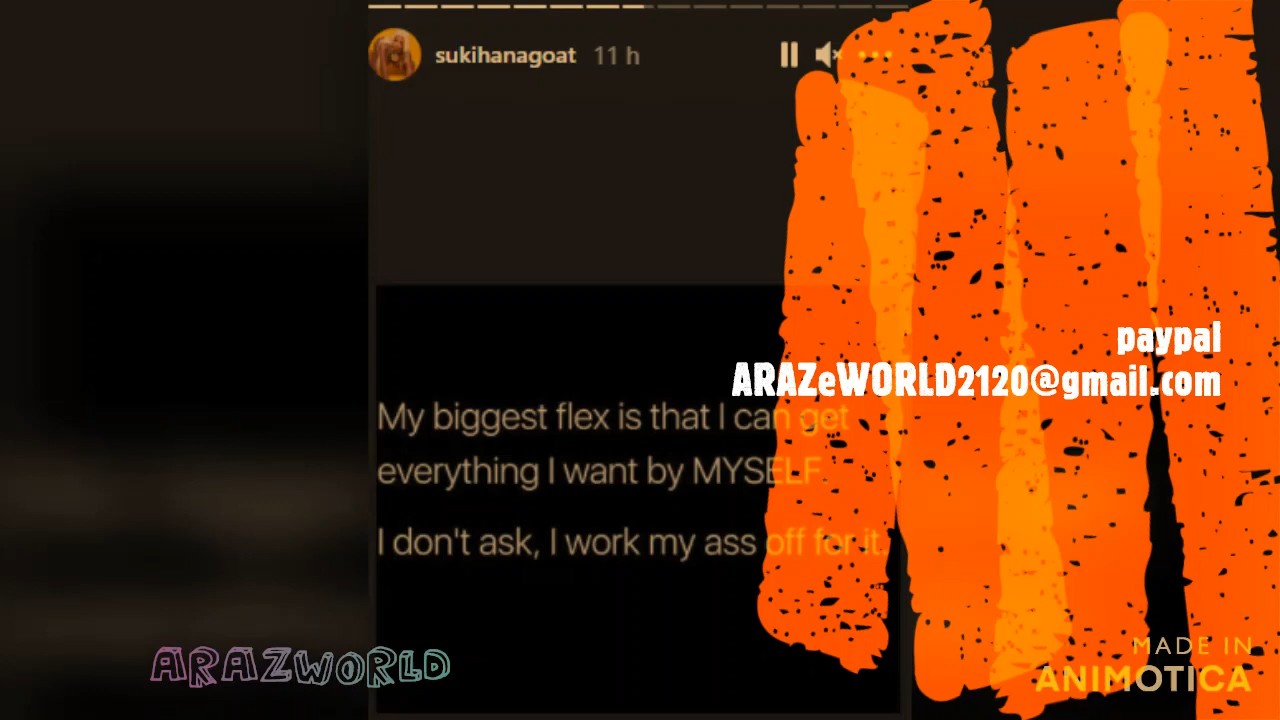 sukihanagoat 11 h
paypal
ARAZeWORLD2120@gmail.com
My biggest flex is that I can get
everything I want by MYSELF.
I don't ask, I work my ass off for it.
ARAZWORLD
MADE IN
ANIMOTICA